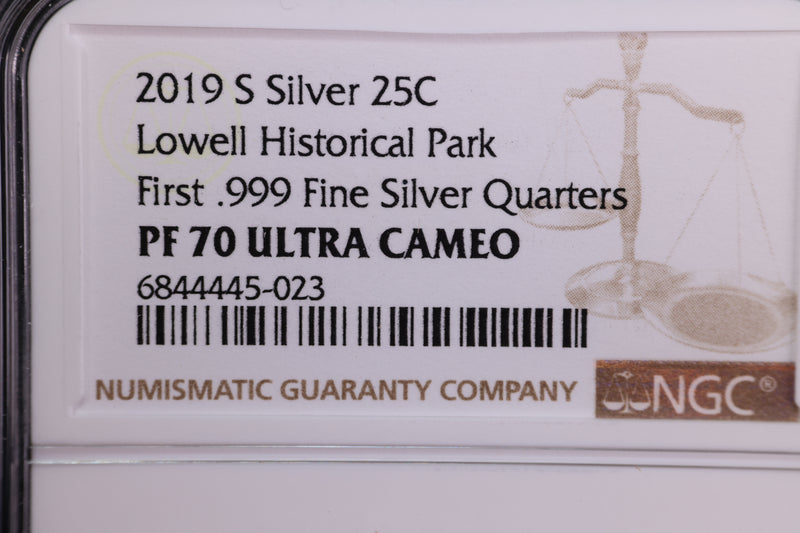 2019 S Silver 25C
Lowell Historical Park
First .999 Fine Silver Quarters
PF 70 ULTRA CAMEO
6844445-023
NUMISMATIC GUARANTY COMPANY NGC®